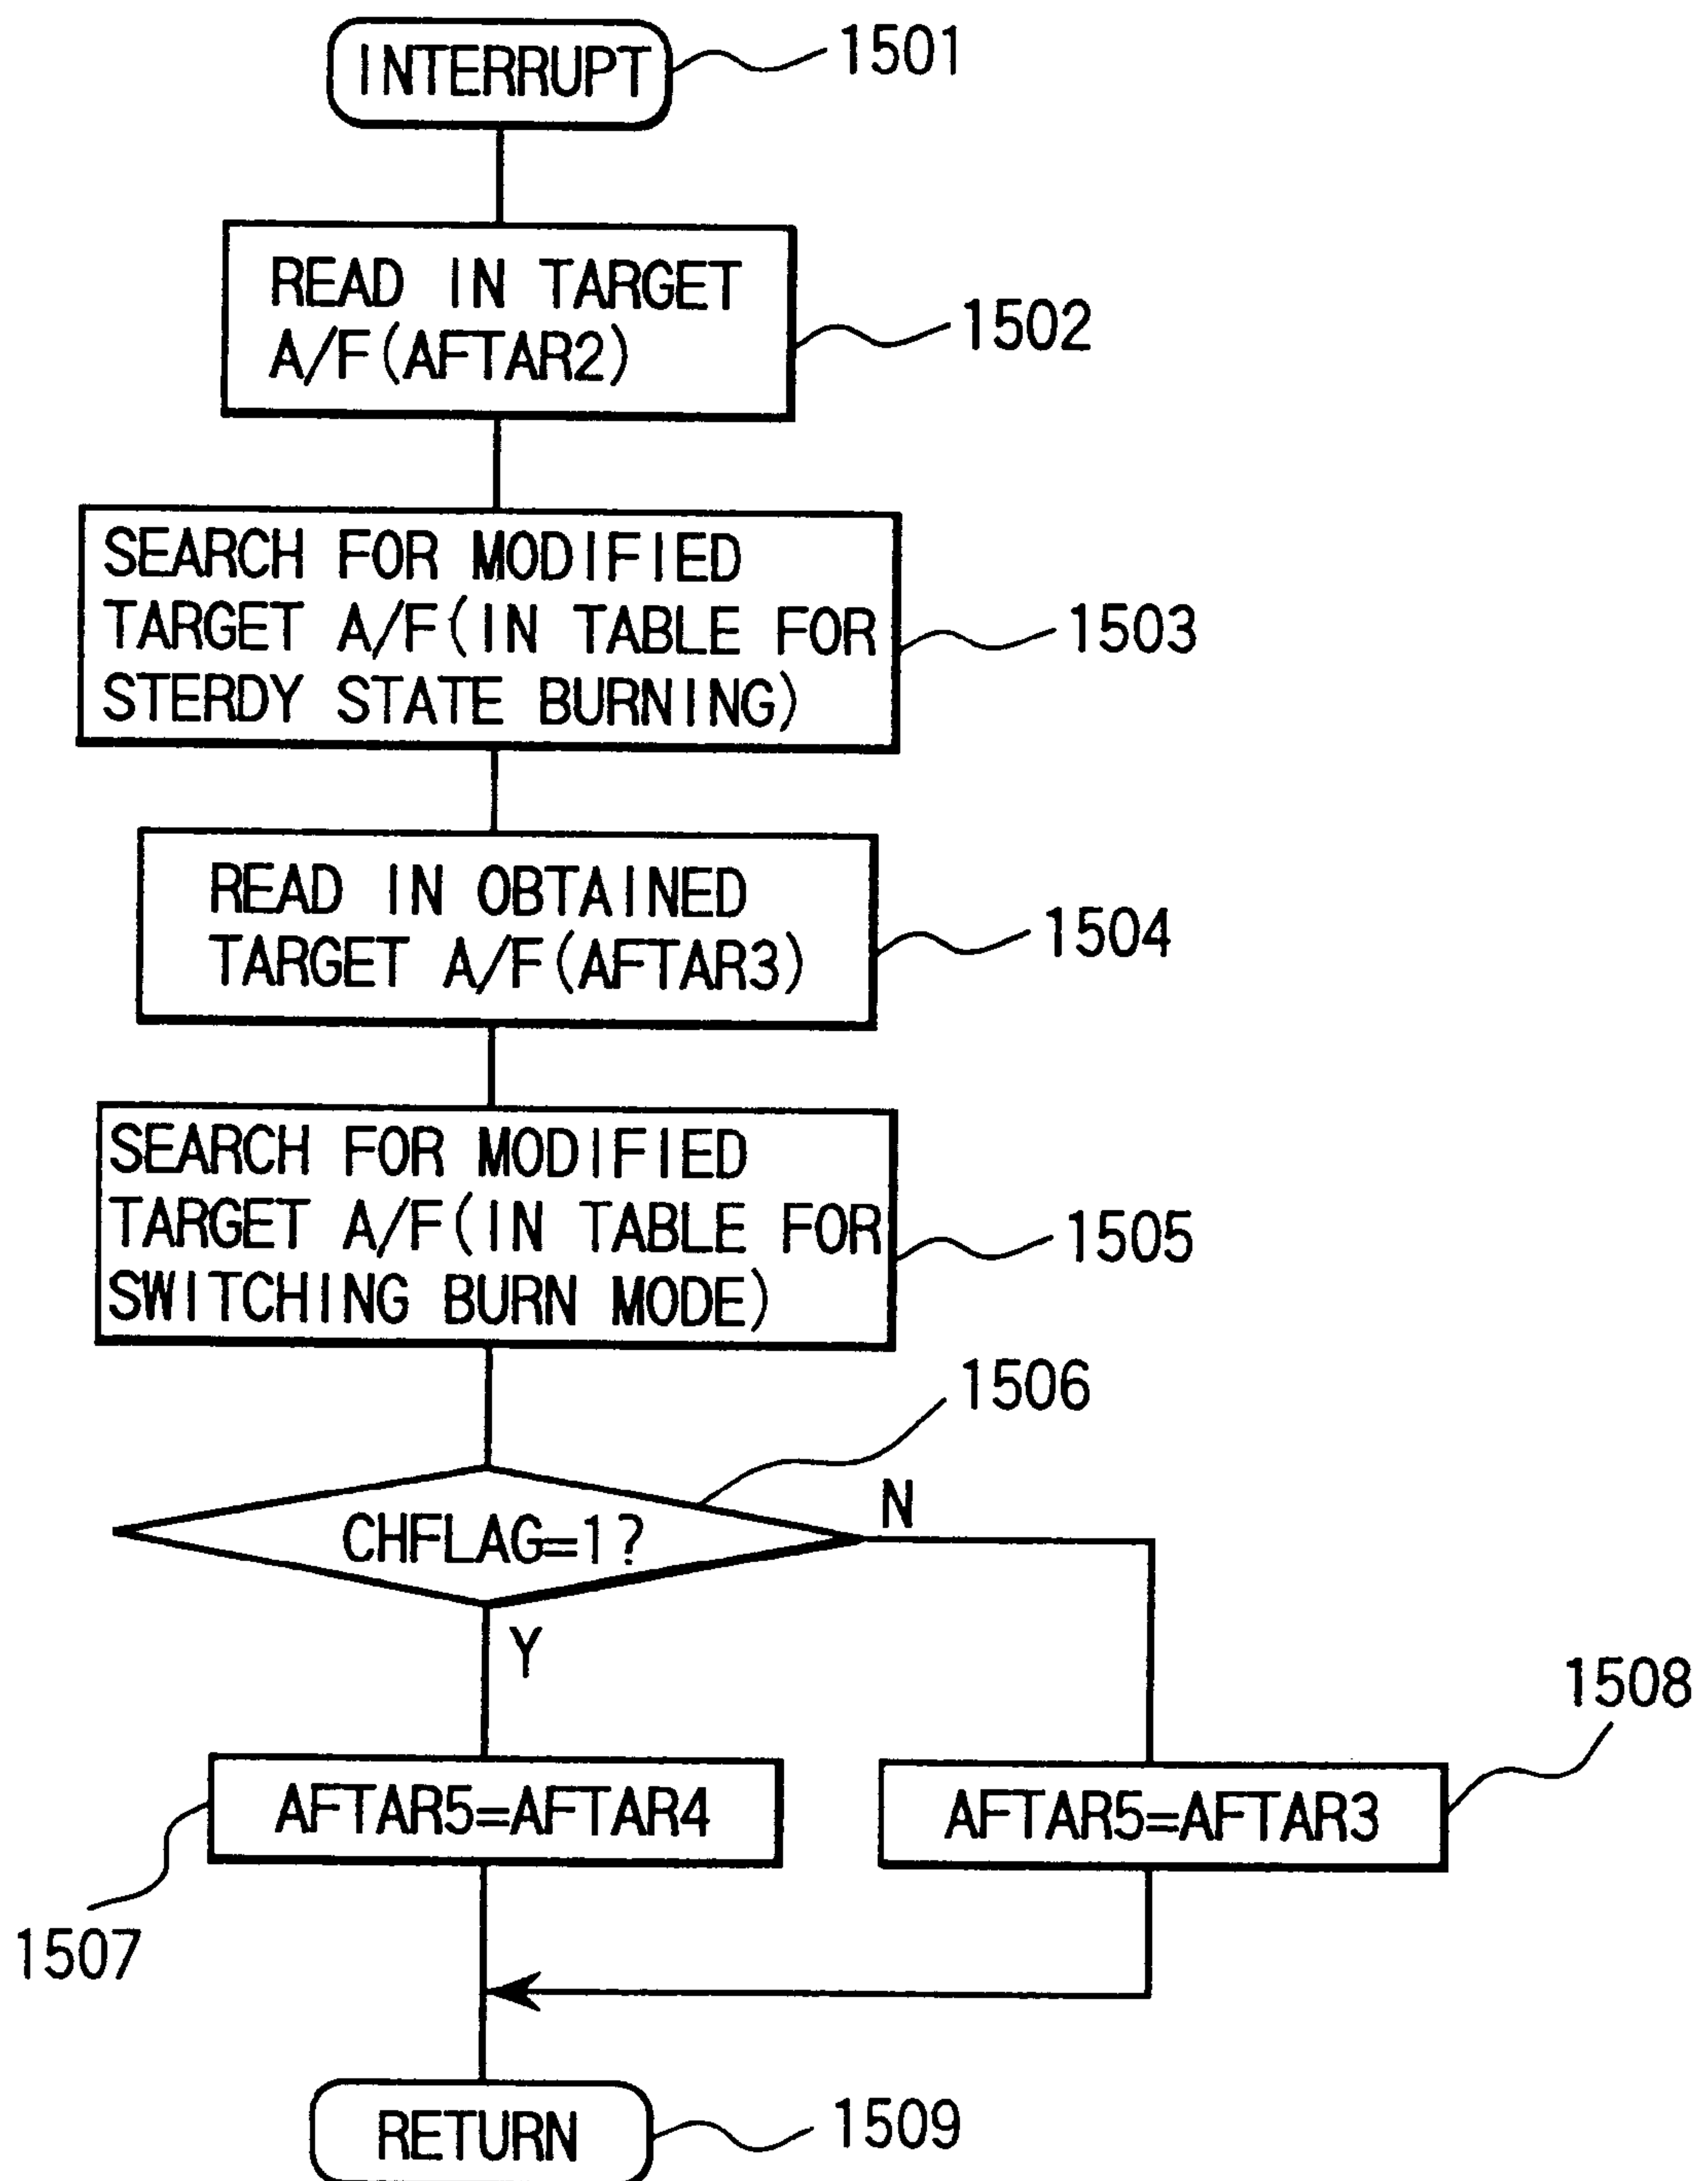 INTERRUPT
1501
READ IN TARGET
A/F(AFTAR2)
1502
SEARCH FOR MODIFIED
TARGET A/F(IN TABLE FOR
STERDY STATE BURNING)
1503
READ IN OBTAINED
TARGET A/F(AFTAR3)
1504
SEARCH FOR MODIFIED
TARGET A/F(IN TABLE FOR
SWITCHING BURN MODE)
1505
1506
CHFLAG=1?
N
Y
1508
AFTAR5=AFTAR4
AFTAR5=AFTAR3
1507
RETURN
1509